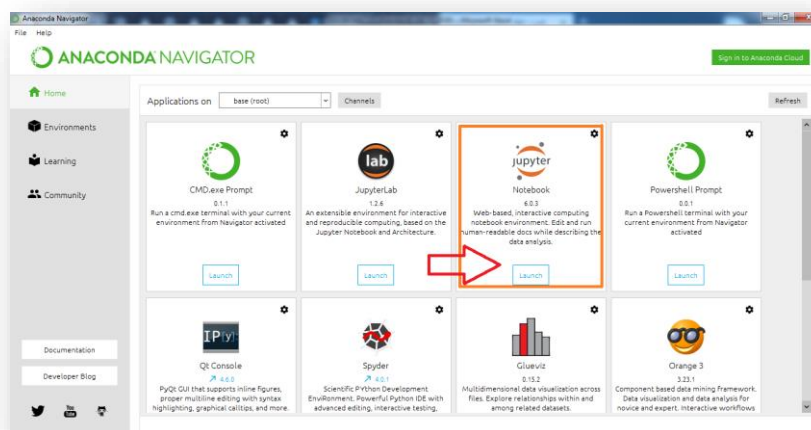 Anaconda Navigator
File Help
ANACONDA NAVIGATOR
Sign in to Anaconda Cloud
Home
Environments
Learning
Community
Documentation
Developer Blog
You
Tube
Applications on base (root) Channels
Refresh
CMD.exe Prompt
0.1.1
Run a cmd.exe terminal with your current
environment from Navigator activated
Launch
lab
JupyterLab
1.2.6
An extensible environment for interactive
and reproducible computing, based on the
Jupyter Notebook and Architecture.
Launch
jupyter
Notebook
6.0.3
Web-based, interactive computing
notebook environment. Edit and run
human-readable docs while describing the
data analysis.
Launch
Powershell Prompt
0.0.1
Run a Powershell terminal with your
current environment from Navigator
activated
Launch
IP[y]:
Qt Console
4.6.0
PyQt GUI that supports inline figures,
proper multiline editing with syntax
highlighting, graphical calltips, and more.
Spyder
4.0.1
Scientific PYthon Development
EnviRonment. Powerful Python IDE with
advanced editing, interactive testing,
Glueviz
0.15.2
Multidimensional data visualization across
files. Explore relationships within and
among related datasets.
Orange 3
3.23.1
Component based data mining framework.
Data visualization and data analysis for
novice and expert. Interactive workflows